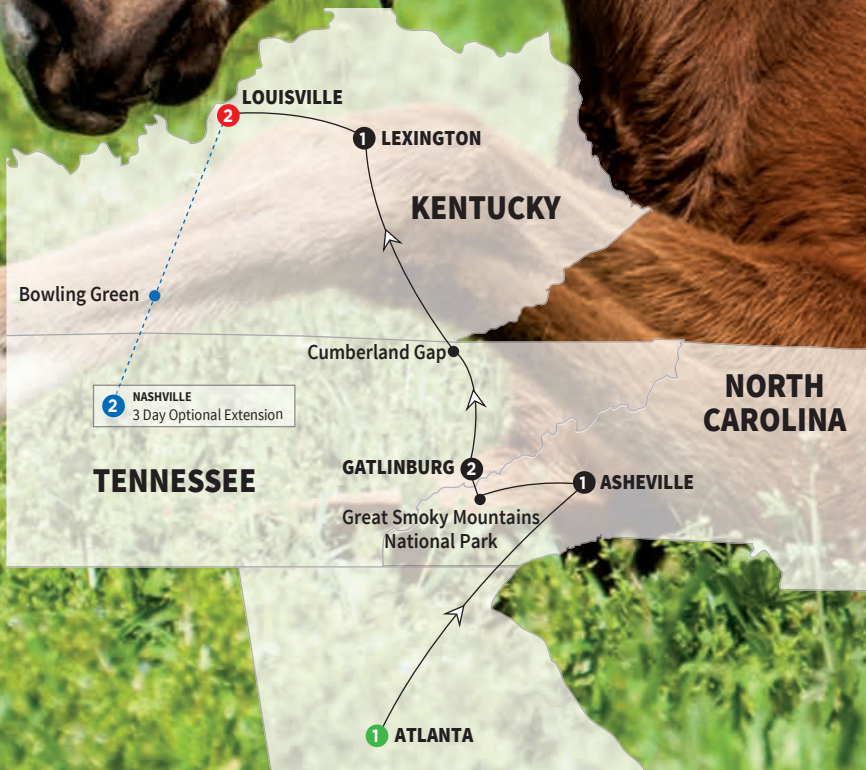 LOUISVILLE
2
1 LEXINGTON
KENTUCKY
Bowling Green
Cumberland Gap
NASHVILLE
2 3 Day Optional Extension
NORTH
CAROLINA
TENNESSEE
GATLINBURG 2
1 ASHEVILLE
Great Smoky Mountains
National Park
1 ATLANTA